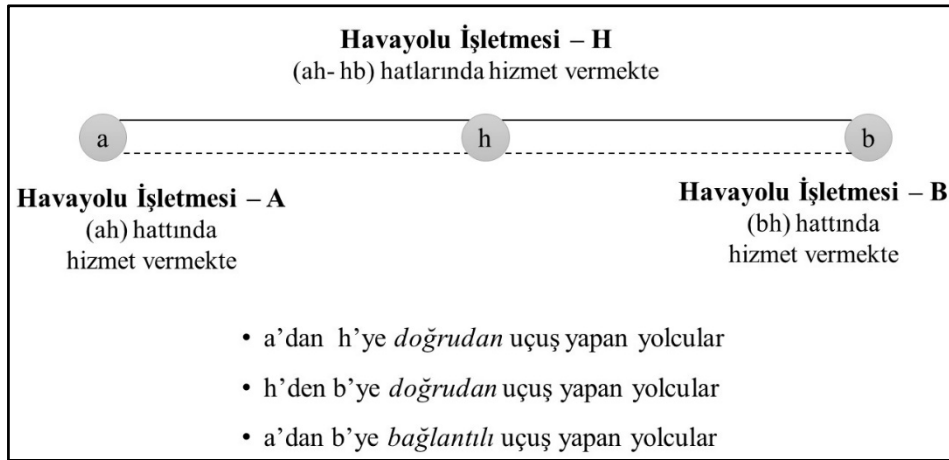 Havayolu İşletmesi – H
(ah- hb) hatlarında hizmet vermekte
a
h
b
Havayolu İşletmesi – A
(ah) hattında
hizmet vermekte
Havayolu İşletmesi – B
(bh) hattında
hizmet vermekte
• a’dan h’ye doğrudan uçuş yapan yolcular
• h’den b’ye doğrudan uçuş yapan yolcular
• a’dan b’ye bağlantılı uçuş yapan yolcular